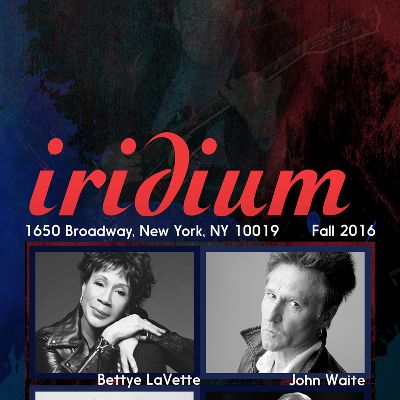 iridium
1650 Broadway, New York, NY 10019 Fall 2016
Bettye LaVette
John Waite